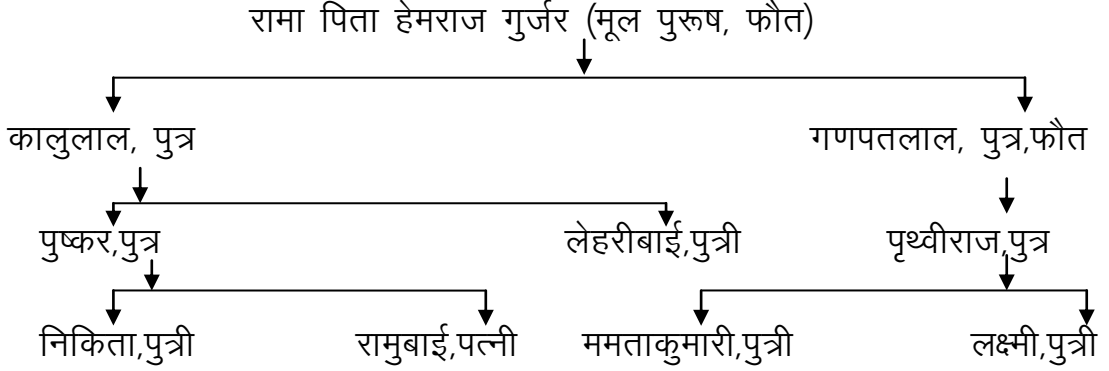 रामा पिता हेमराज गुर्जर (मूल पुरूष, फौत)
कालुलाल, पुत्र गणपतलाल, पुत्र,फौत
पुष्कर,पुत्र लेहरीबाई,पुत्री पृथ्वीराज,पुत्र
निकिता,पुत्री रामुबाई,पत्नी ममताकुमारी,पुत्री लक्ष्मी,पुत्री